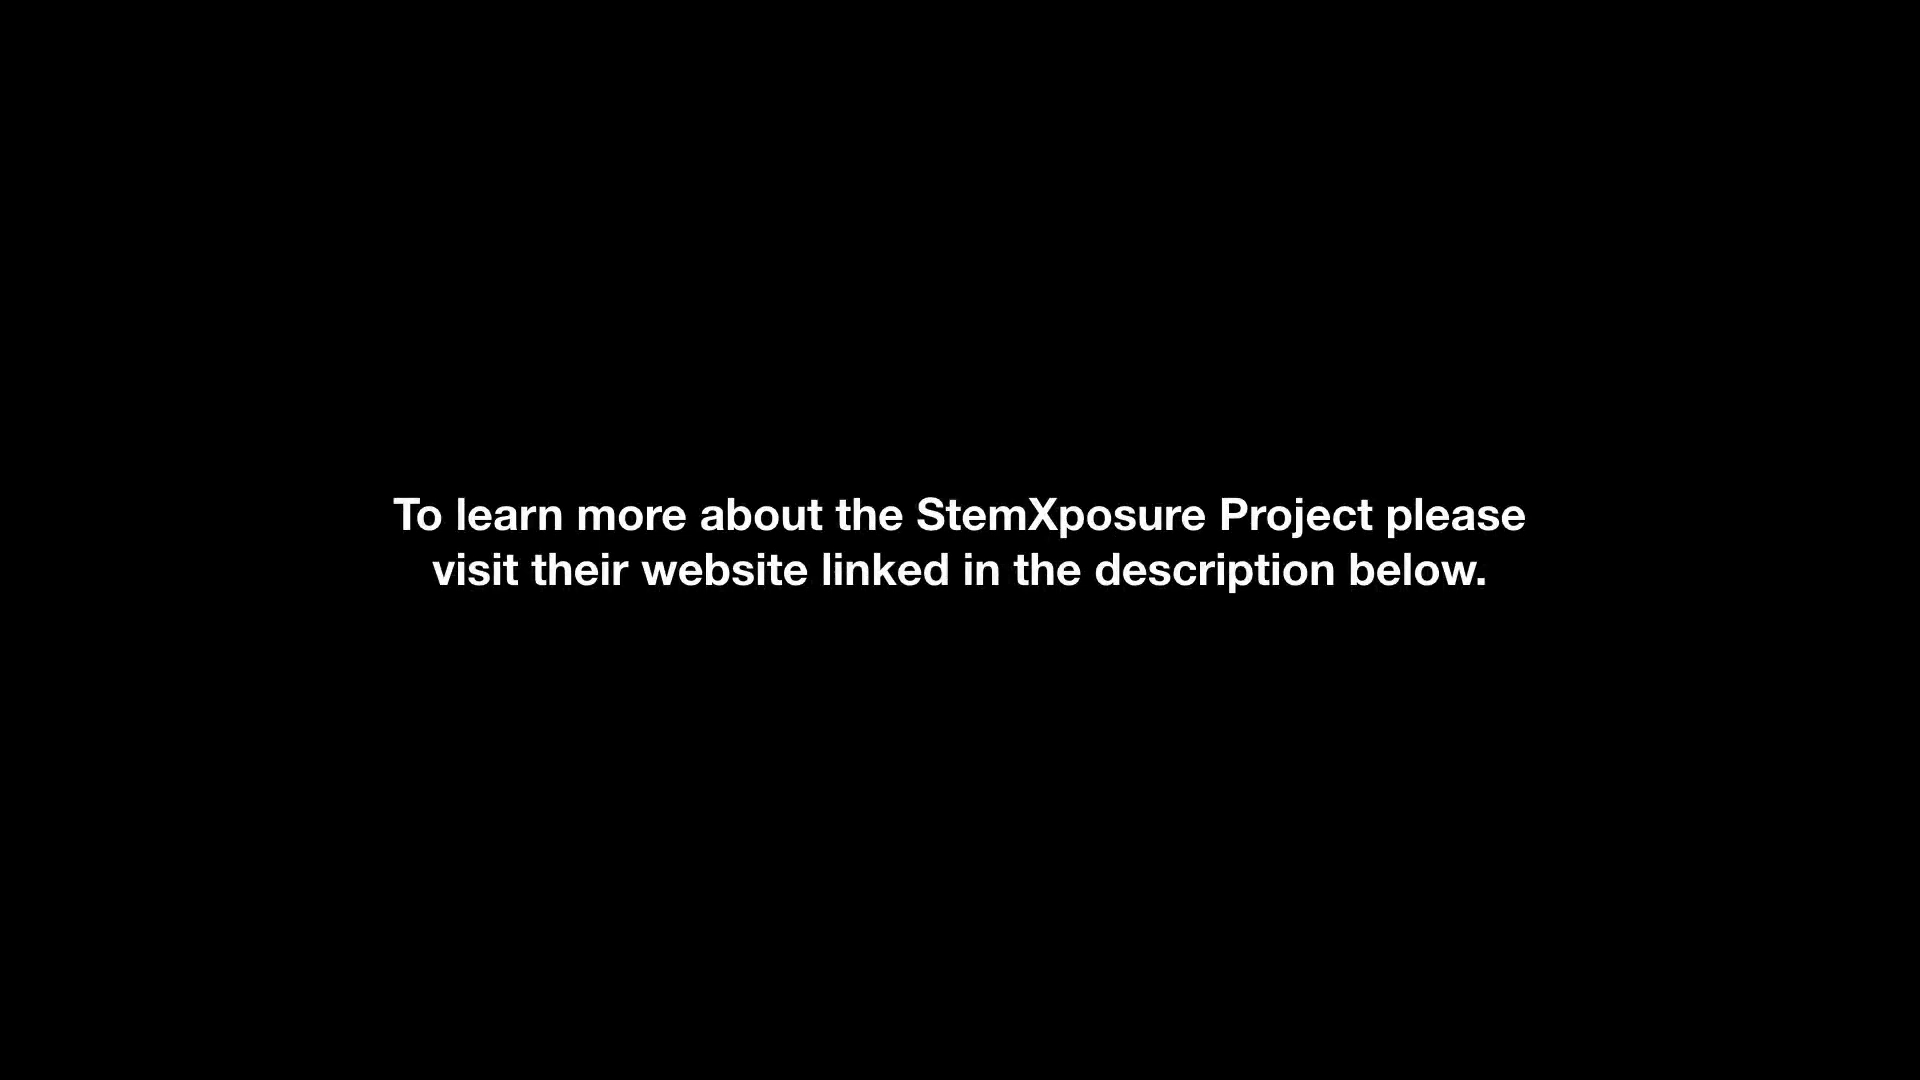 To learn more about the StemXposure Project please
visit their website linked in the description below.